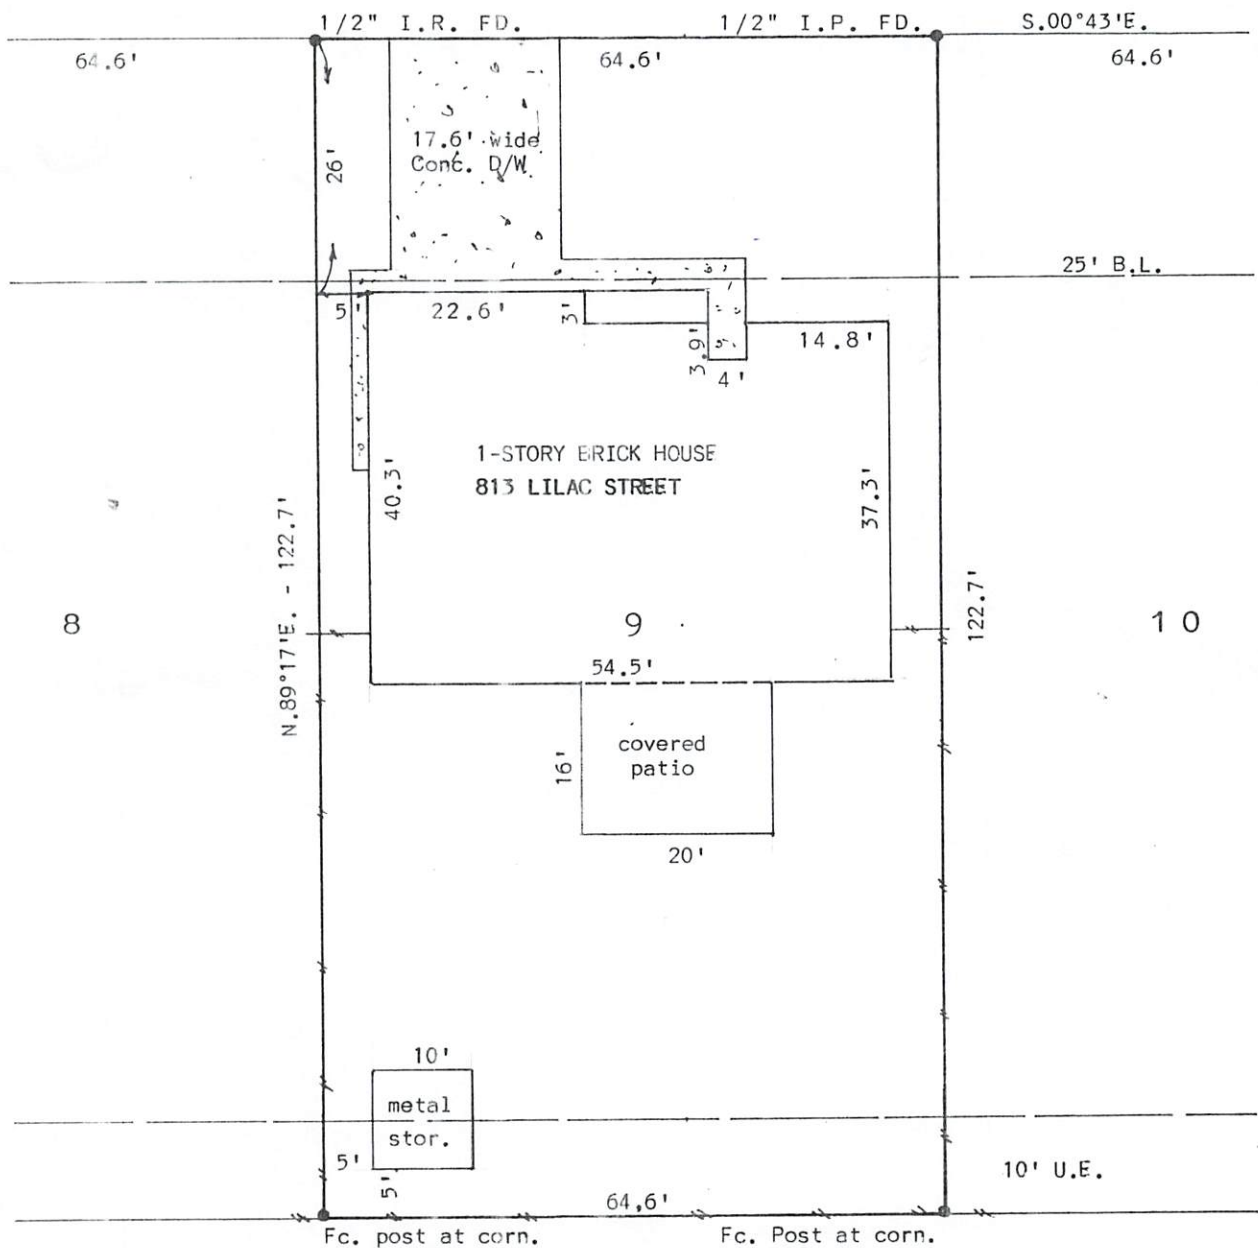 1/2" I.R. FD.
1/2" I.P. FD.
S.00°43'E.
64.6'
64.6'
64.6'
17.6' wide
Conc. D/W
26'
25' B.L.
5'
22.6'
3'
3.9'
4'
14.8'
1-STORY BRICK HOUSE
813 LILAC STREET
40.3'
37.3'
N.89°17'E. - 122.7'
122.7'
8
9
10
54.5'
covered
patio
16'
20'
10'
metal
stor.
5'
5'
10' U.E.
64,6'
Fc. post at corn.
Fc. Post at corn.